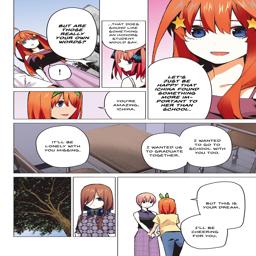 BUT ARE
THOSE
REALLY
YOUR OWN
WORDS?
...THAT DOES
SOUND LIKE
SOMETHING
AN HONORS
STUDENT
WOULD SAY.
!
LET'S
JUST BE
HAPPY THAT
ICHIKA FOUND
SOMETHING
MORE IM-
PORTANT TO
HER THAN
SCHOOL.
YOU'RE
AMAZING,
ICHIKA.
I WANTED
TO GO TO
SCHOOL WITH
YOU TOO.
I WANTED US TO
GRADUATE
TOGETHER.
IT'LL BE
LONELY WITH
YOU MISSING.
BUT THIS IS
YOUR DREAM.
I'LL BE
CHEERING
FOR YOU.